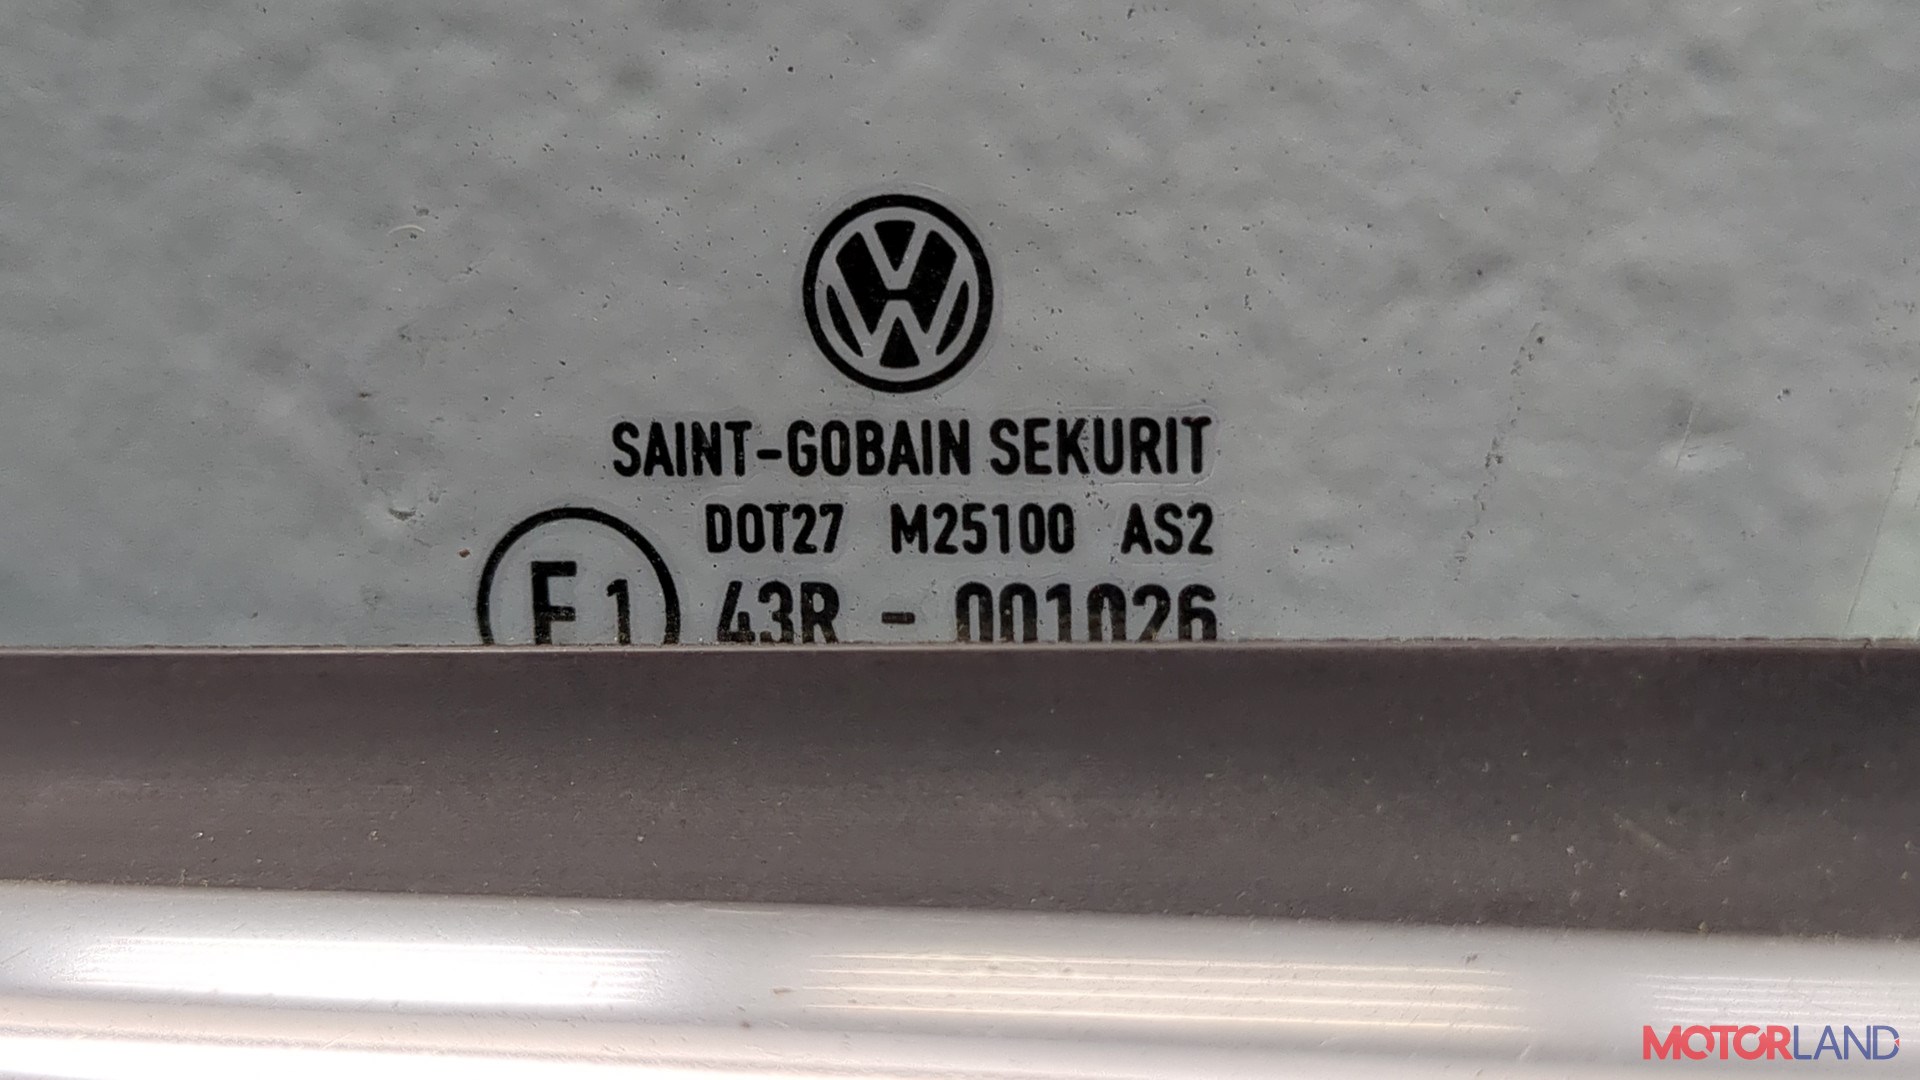 SAINT-GOBAIN SEKURIT
DOT27 M25100 AS2
E1 43R - 001026
MOTORLAND